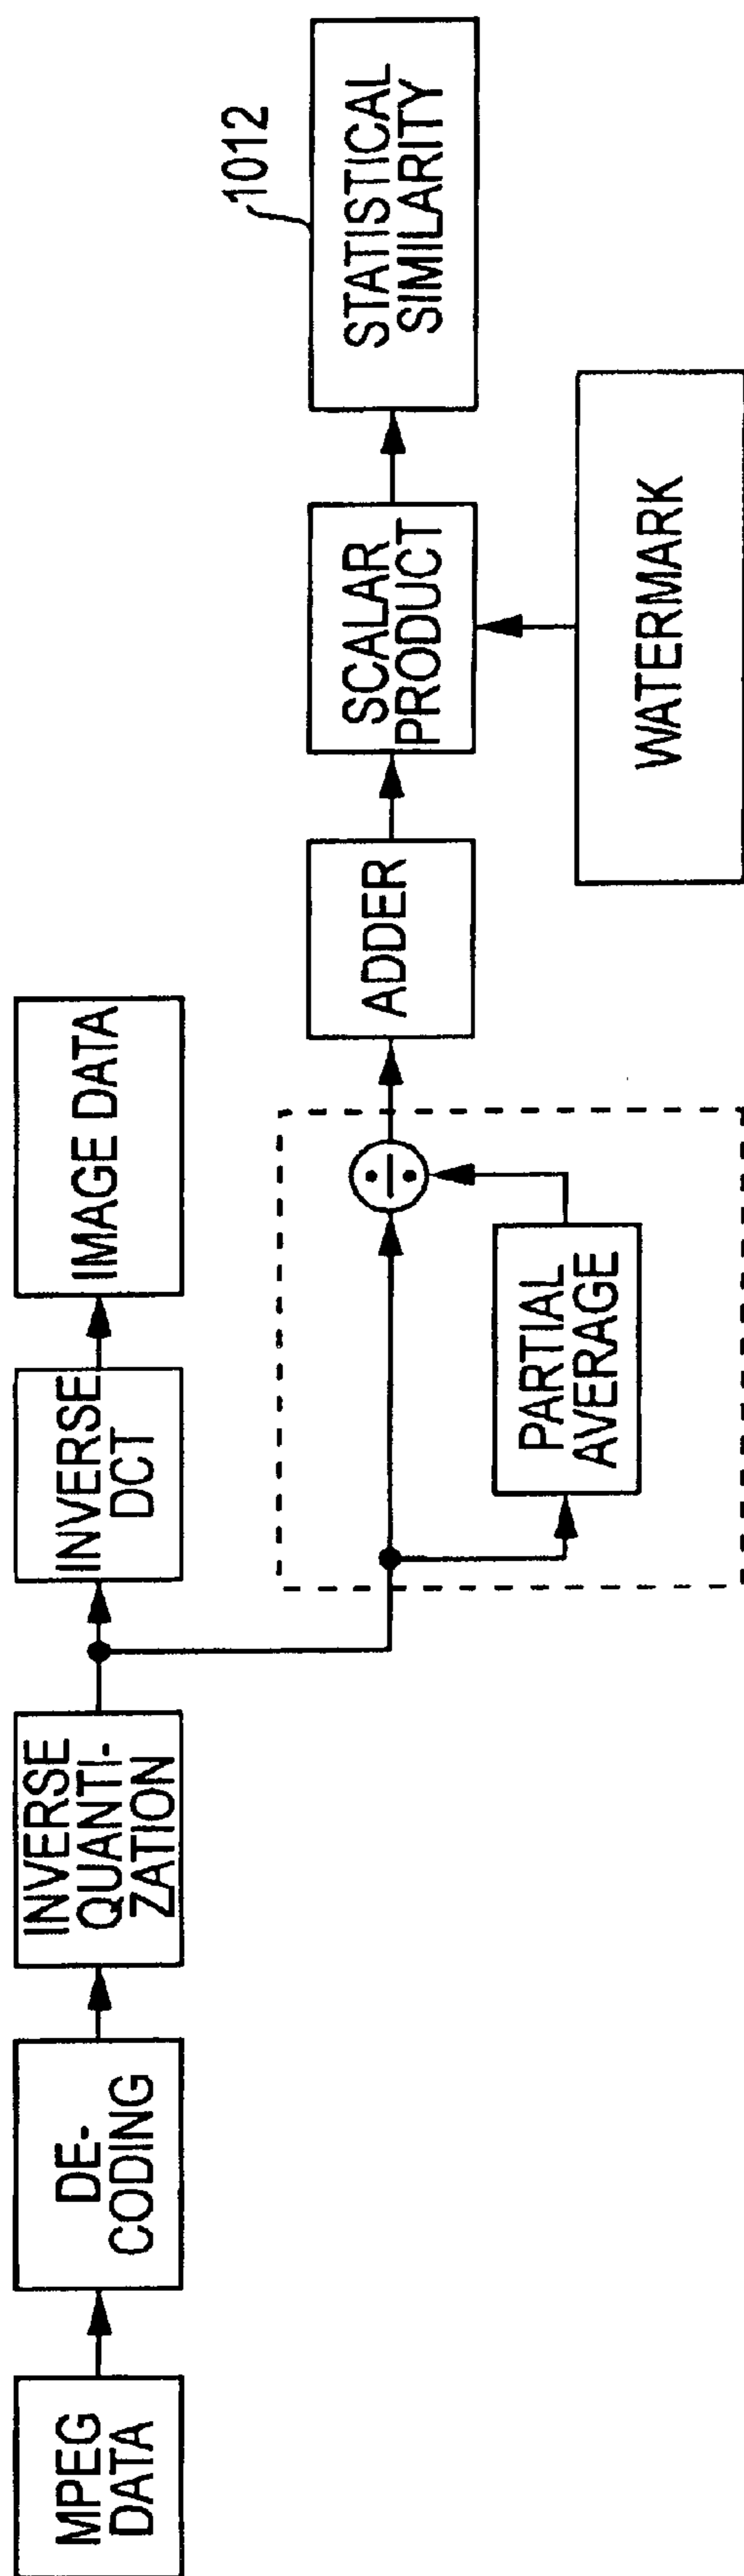 MPEG
DATA
DE-
CODING
INVERSE
QUANTI-
ZATION
INVERSE
DCT
IMAGE DATA
PARTIAL
AVERAGE
÷
ADDER
SCALAR
PRODUCT
WATERMARK
STATISTICAL
SIMILARITY
1012